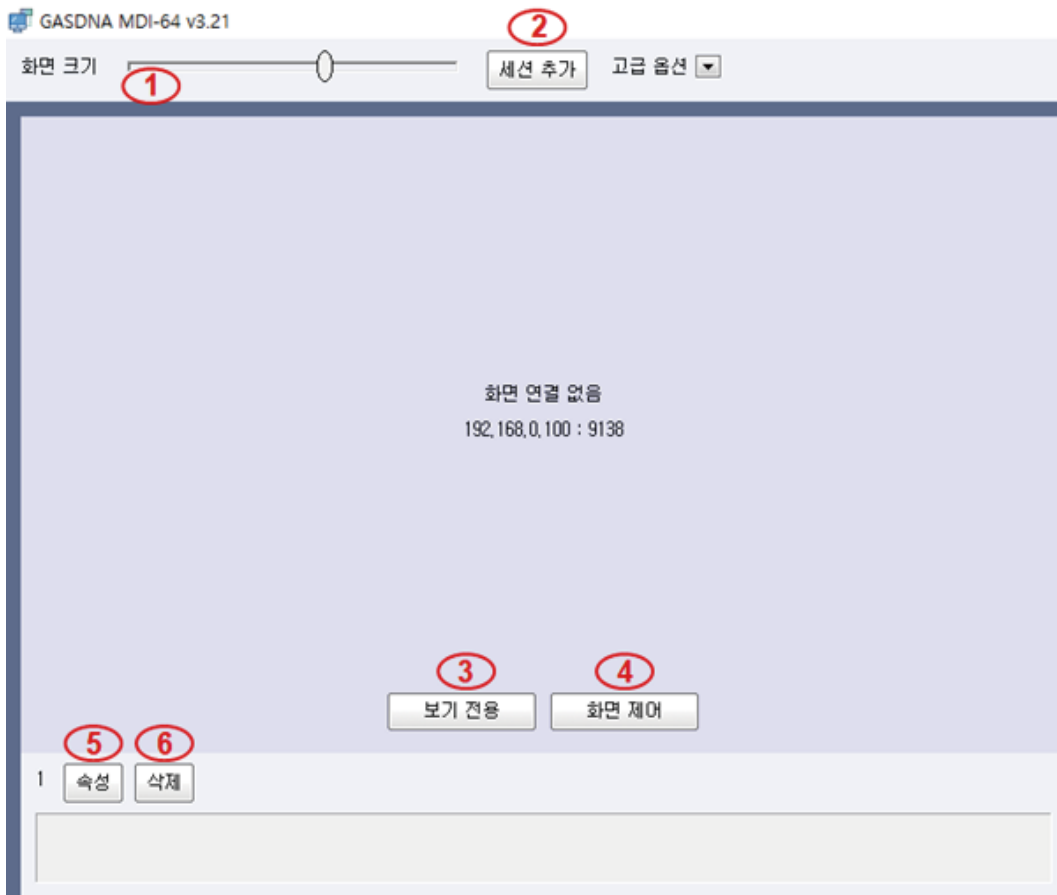 GASDNA MDI-64 v3.21
2
화면 크기 세션 추가 고급 옵션
1
화면 연결 없음
192,168,0,100 : 9138
3 4
보기 전용 화면 제어
5 6
1 속성 삭제